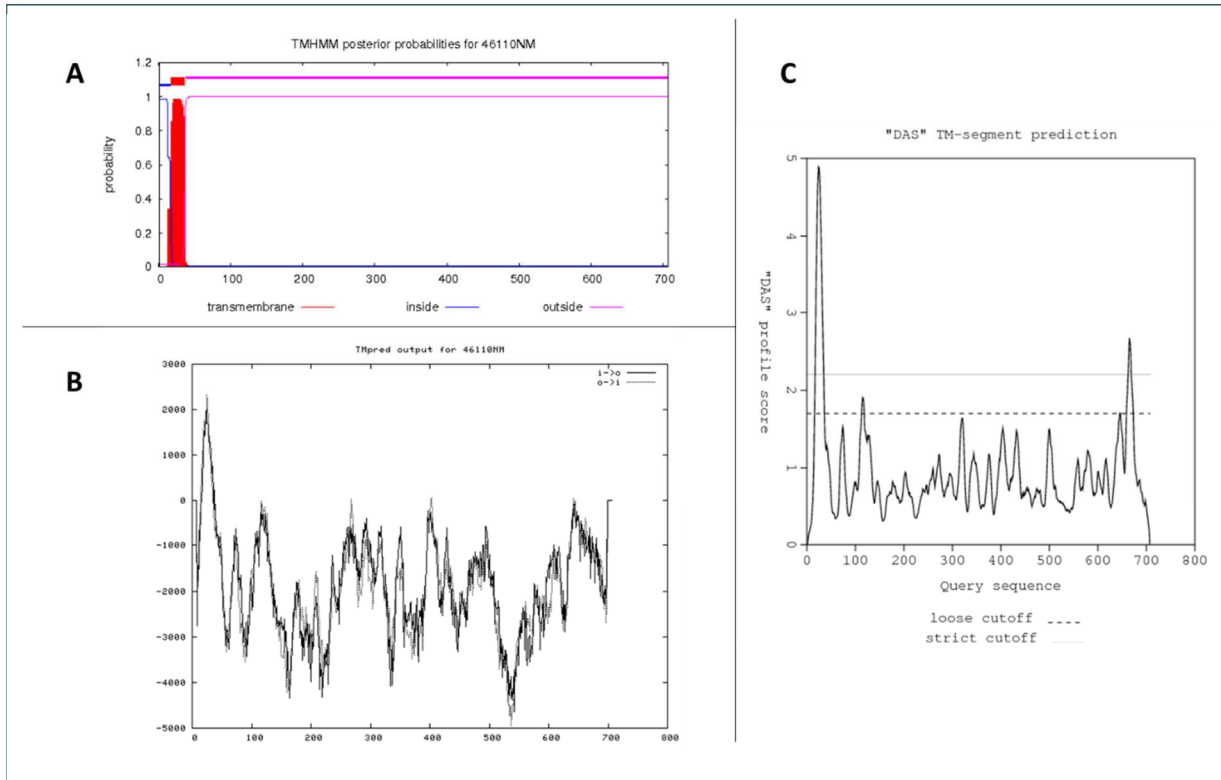 A
TMHMM posterior probabilities for 46110NM
probability
1.2
1
0.8
0.6
0.4
0.2
0
0 100 200 300 400 500 600 700
transmembrane inside outside
B
TMpred output for 46110NM
i->o
o->i
3000
2000
1000
0
-1000
-2000
-3000
-4000
-5000
0 100 200 300 400 500 600 700 800
C
"DAS" TM-segment prediction
"DAS" profile score
5
4
3
2
1
0
0 100 200 300 400 500 600 700 800
Query sequence
loose cutoff
strict cutoff